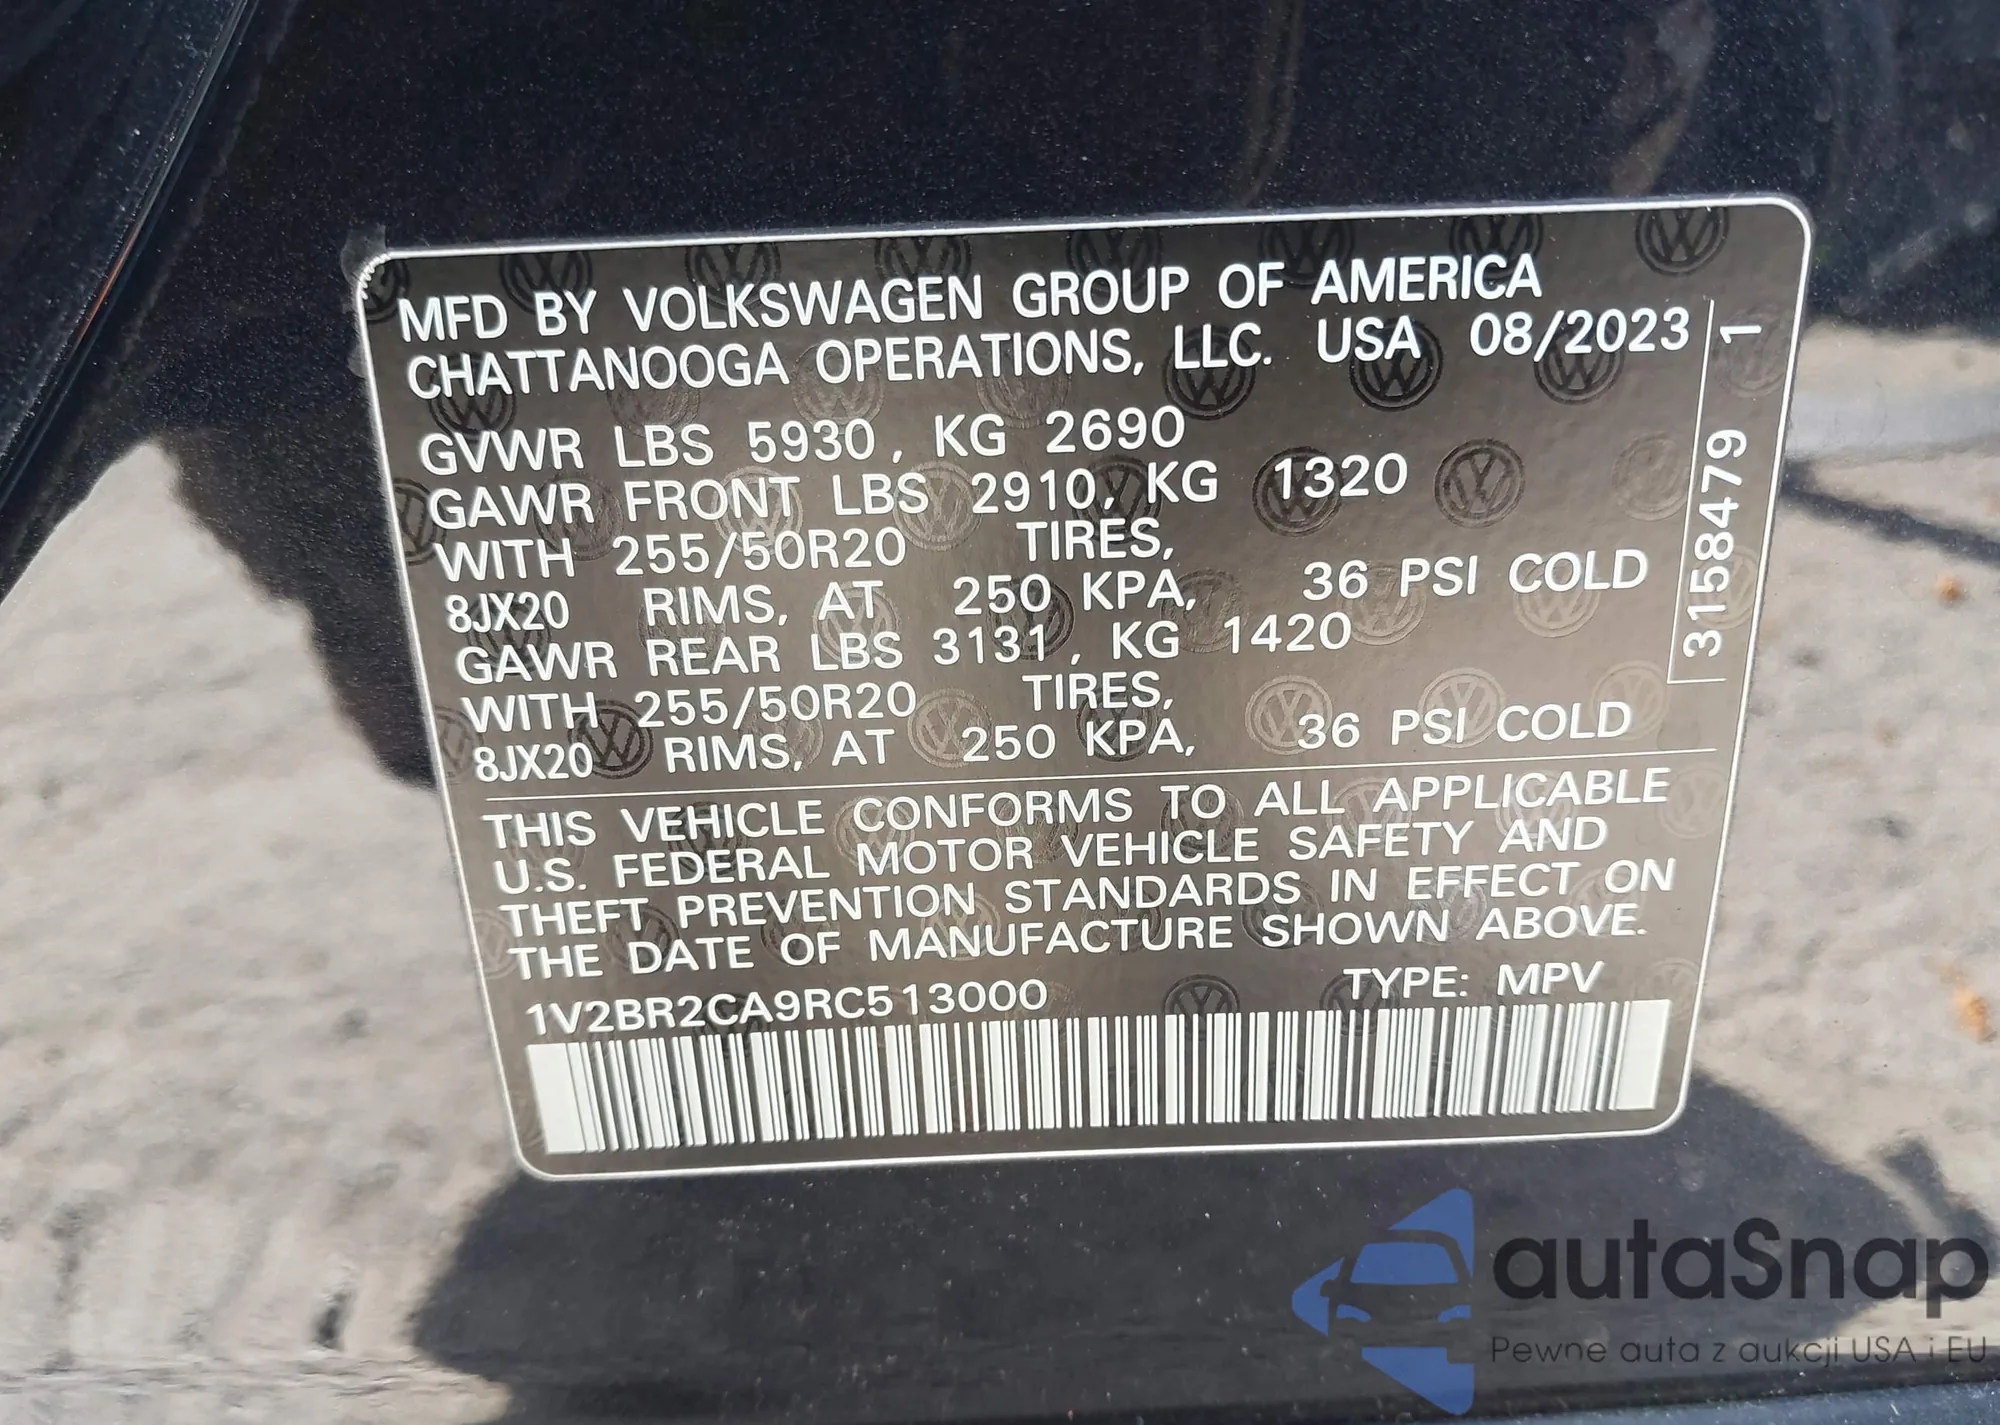 MFD BY VOLKSWAGEN GROUP OF AMERICA
CHATTANOOGA OPERATIONS, LLC. USA 08/2023
GVWR LBS 5930, KG 2690
GAWR FRONT LBS 2910, KG 1320
WITH 255/50R20 TIRES,
8JX20 RIMS, AT 250 KPA, 36 PSI COLD
GAWR REAR LBS 3131, KG 1420
WITH 255/50R20 TIRES,
8JX20 RIMS, AT 250 KPA, 36 PSI COLD
3158479 1
THIS VEHICLE CONFORMS TO ALL APPLICABLE
U.S. FEDERAL MOTOR VEHICLE SAFETY AND
THEFT PREVENTION STANDARDS IN EFFECT ON
THE DATE OF MANUFACTURE SHOWN ABOVE.
1V2BR2CA9RC513000 TYPE: MPV
autaSnap
Pewne auta z aukcji USA i EU